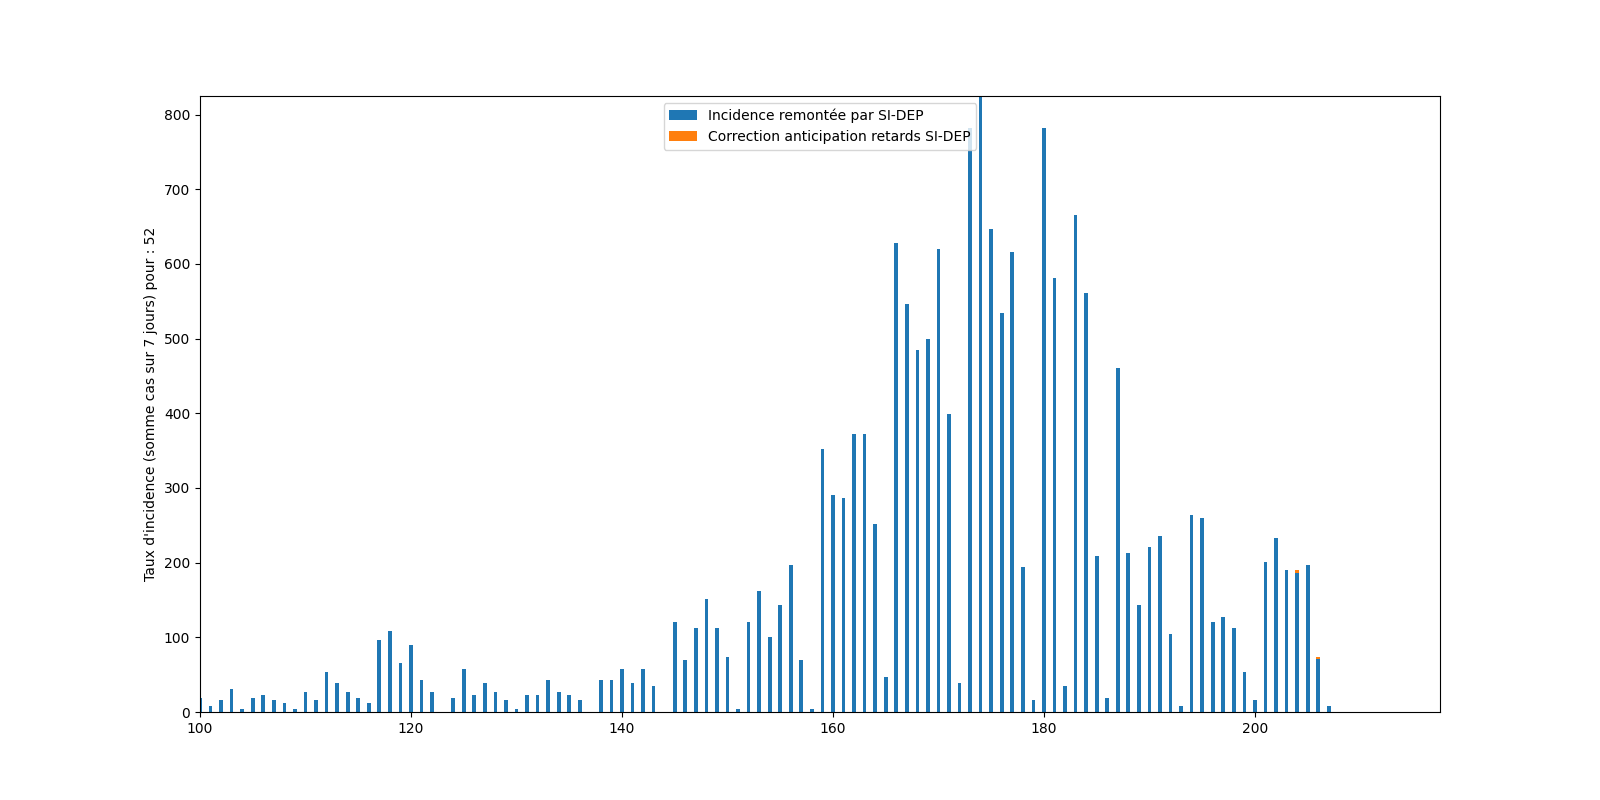 Incidence remontée par SI-DEP
Correction anticipation retards SI-DEP
Taux d'incidence (somme cas sur 7 jours) pour : 52
800
700
600
500
400
300
200
100
0
100 120 140 160 180 200